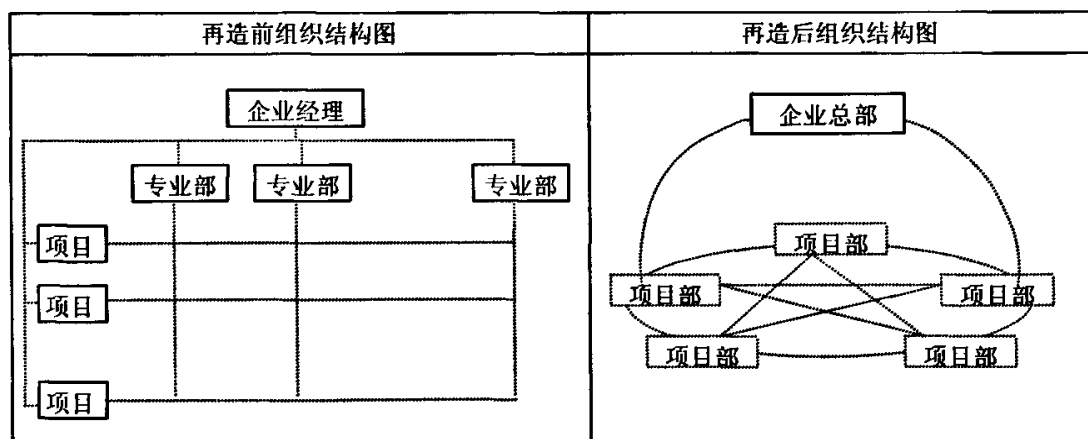 再造前组织结构图
再造后组织结构图
企业经理
专业部
专业部
专业部
项目
项目
项目
企业总部
项目部
项目部
项目部
项目部
项目部